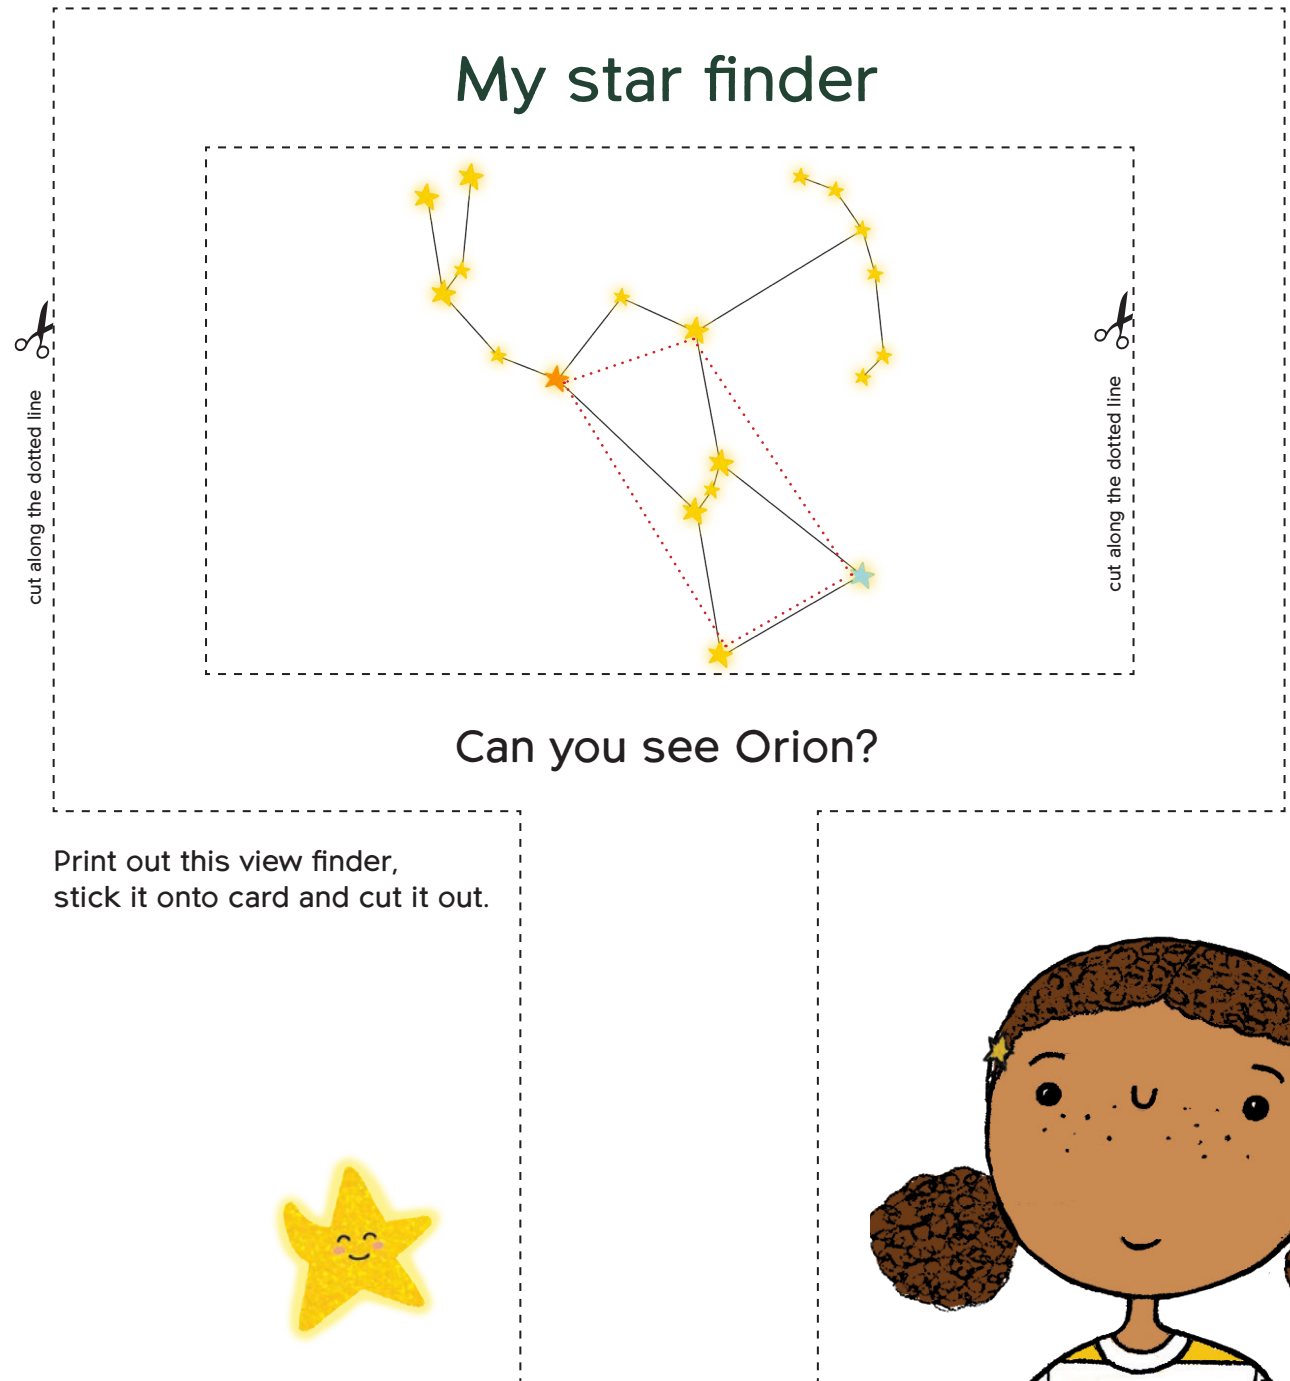 My star finder
cut along the dotted line
cut along the dotted line
Can you see Orion?
Print out this view finder,
stick it onto card and cut it out.